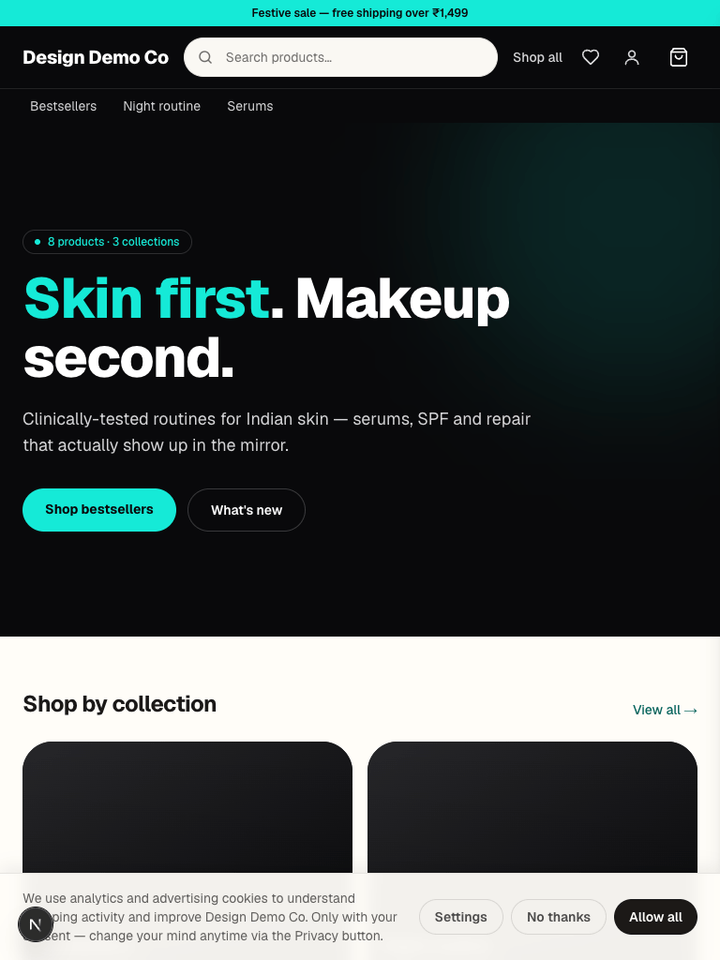 Festive sale — free shipping over ₹1,499
Design Demo Co
Search products...
Shop all
Bestsellers Night routine Serums
8 products · 3 collections
Skin first. Makeup
second.
Clinically-tested routines for Indian skin — serums, SPF and repair
that actually show up in the mirror.
Shop bestsellers
What's new
Shop by collection
View all →
We use analytics and advertising cookies to understand
activity and improve Design Demo Co. Only with your
— change your mind anytime via the Privacy button.
Settings
No thanks
Allow all
N